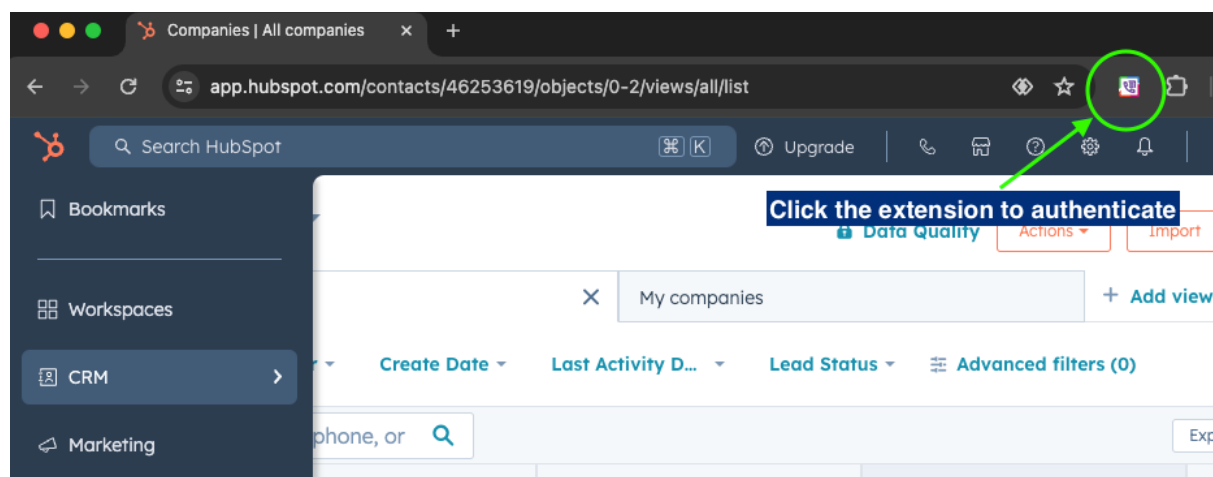 Companies | All companies
app.hubspot.com/contacts/46253619/objects/0-2/views/all/list
Search HubSpot
⌘ K
Upgrade
Bookmarks
Click the extension to authenticate
Data Quality
Actions
Import
Workspaces
My companies
+ Add view
CRM
Create Date
Last Activity D...
Lead Status
Advanced filters (0)
Marketing
phone, or
Exp